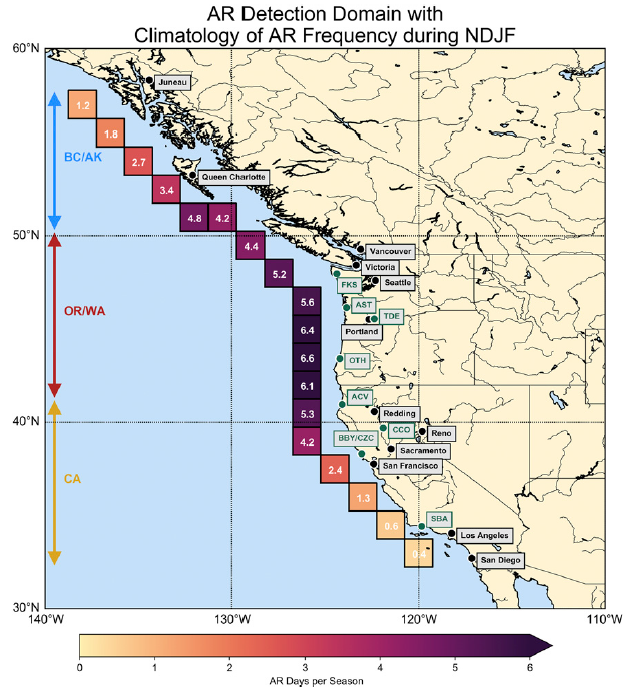 AR Detection Domain with
Climatology of AR Frequency during NDJF
60°N
Juneau
1.2
1.8
BC/AK
2.7
Queen Charlotte
3.4
4.8 4.2
50°N
4.4
Vancouver
Victoria
5.2
Seattle
FKS
5.6
AST
TDE
OR/WA
6.4
Portland
6.6
OTH
6.1
ACV
5.3
Redding
40°N
CCO
Reno
4.2
BBY/CZC
Sacramento
2.4
San Francisco
CA
1.3
0.6
SBA
Los Angeles
0.4
San Diego
30°N
140°W 130°W 120°W 110°W
0 1 2 3 4 5 6
AR Days per Season